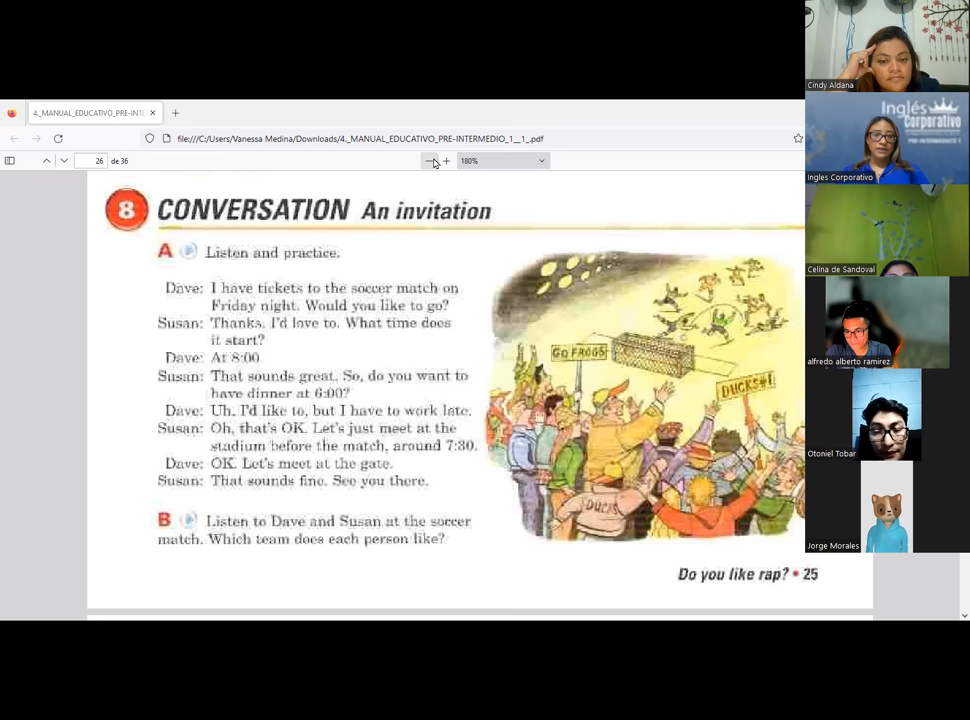 4._MANUAL_EDUCATIVO_PRE-INT
file:///C:/Users/Vanessa Medina/Downloads/4._MANUAL_EDUCATIVO_PRE-INTERMEDIO_1__1_.pdf
26 de 36
180%
8 CONVERSATION An invitation
A Listen and practice.
Dave: I have tickets to the soccer match on
Friday night. Would you like to go?
Susan: Thanks. I'd love to. What time does
it start?
Dave: At 8:00.
Susan: That sounds great. So, do you want to
have dinner at 6:00?
Dave: Uh, I'd like to, but I have to work late.
Susan: Oh, that's OK. Let's just meet at the
stadium before the match, around 7:30.
Dave: OK. Let's meet at the gate.
Susan: That sounds fine. See you there.
B Listen to Dave and Susan at the soccer
match. Which team does each person like?
GO FROGS
DUCKS#1
DUCKS
Do you like rap? • 25
Cindy Aldana
Inglés
Corporativo
PRE-INTERMEDIO 1
Ingles Corporativo
Celina de Sandoval
alfredo alberto ramirez
Otoniel Tobar
Jorge Morales